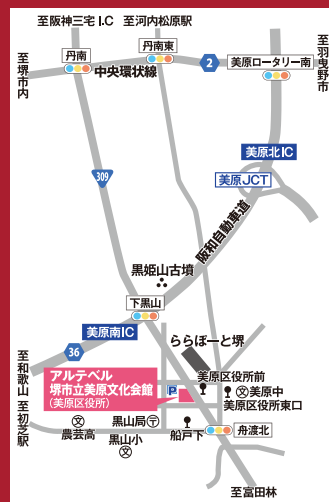 至阪神三宅 I.C
至河内松原駅
丹南
丹南東
2
美原ロータリー南
至羽曳野市
至堺市内
中央環状線
美原北IC
美原JCT
309
阪和自動車道
黒姫山古墳
下黒山
美原南IC
36
ららぽーと堺
至和歌山
至初芝駅
アルテベル
堺市立美原文化会館
（美原区役所）
P
美原区役所前
文 美原中
美原区役所東口
文
農芸高
黒山局〒
黒山小
文
船戸下
舟渡北
至富田林